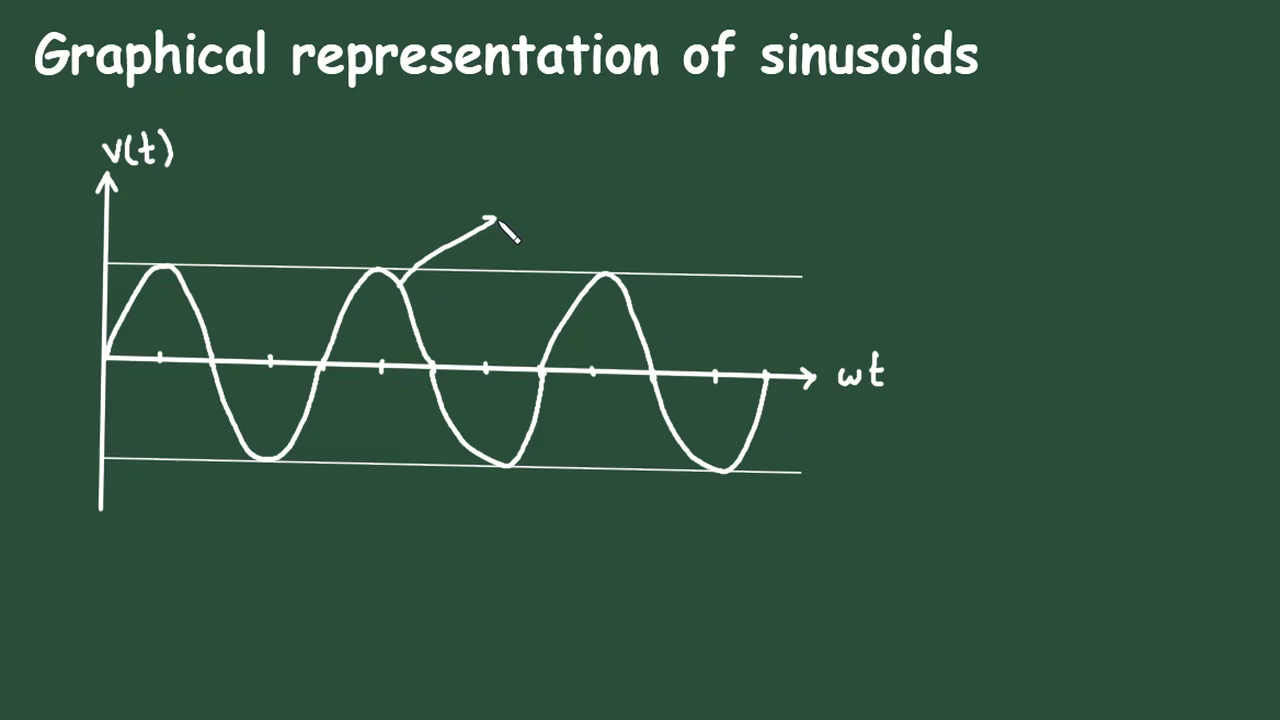 Graphical representation of sinusoids
v(t)
ωt